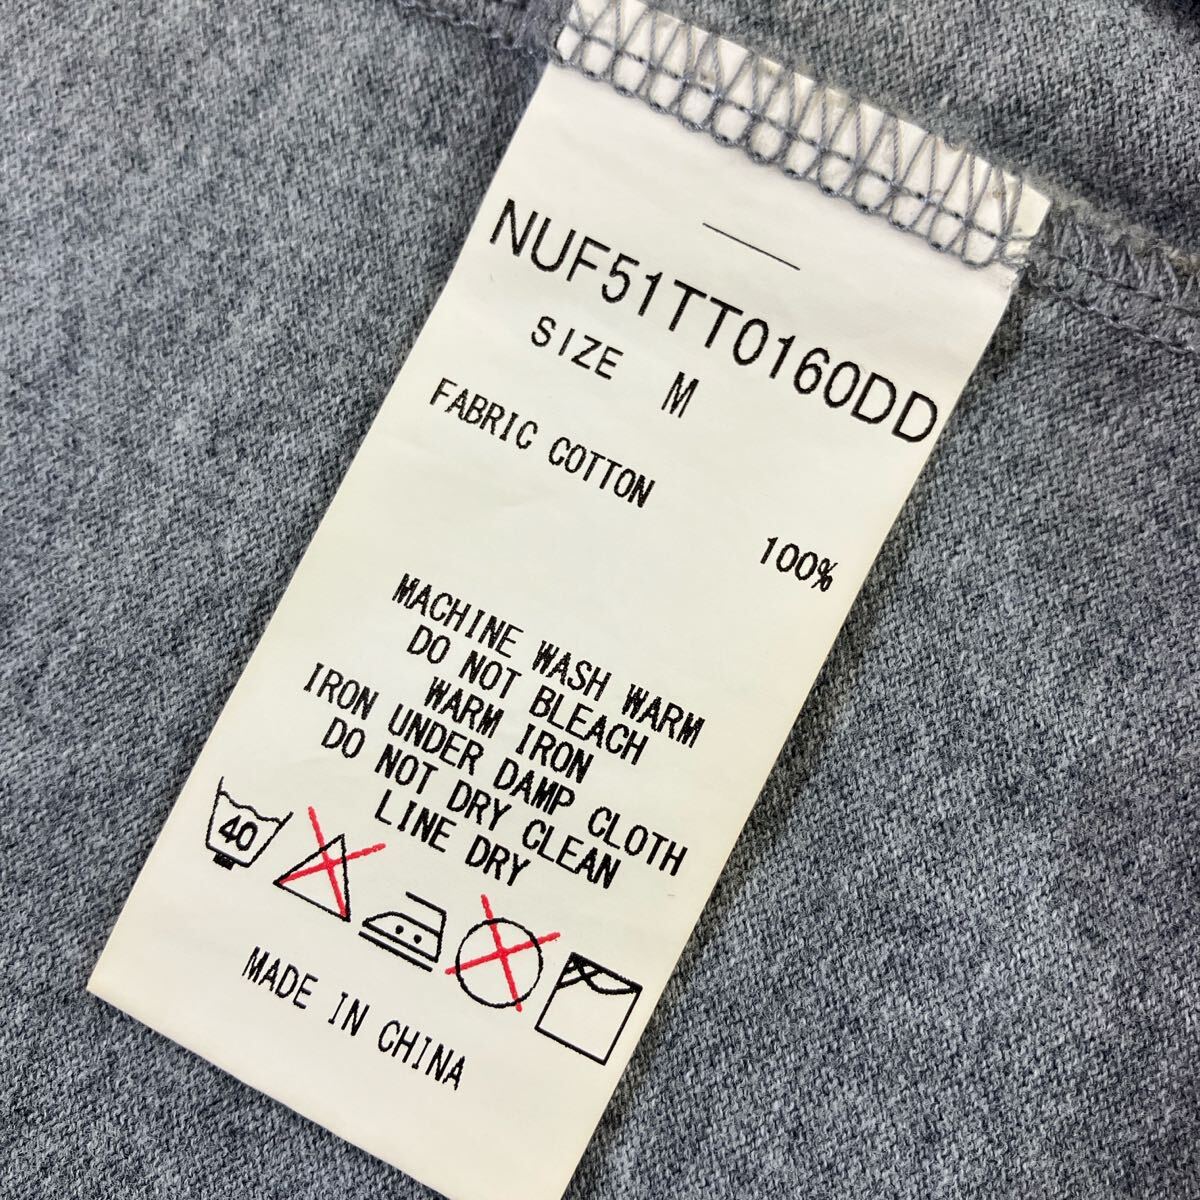 NUF51TT0160DD
SIZE M
FABRIC COTTON
100%
MACHINE WASH WARM
DO NOT BLEACH
WARM IRON
IRON UNDER DAMP CLOTH
DO NOT DRY CLEAN
LINE DRY
40
MADE IN CHINA